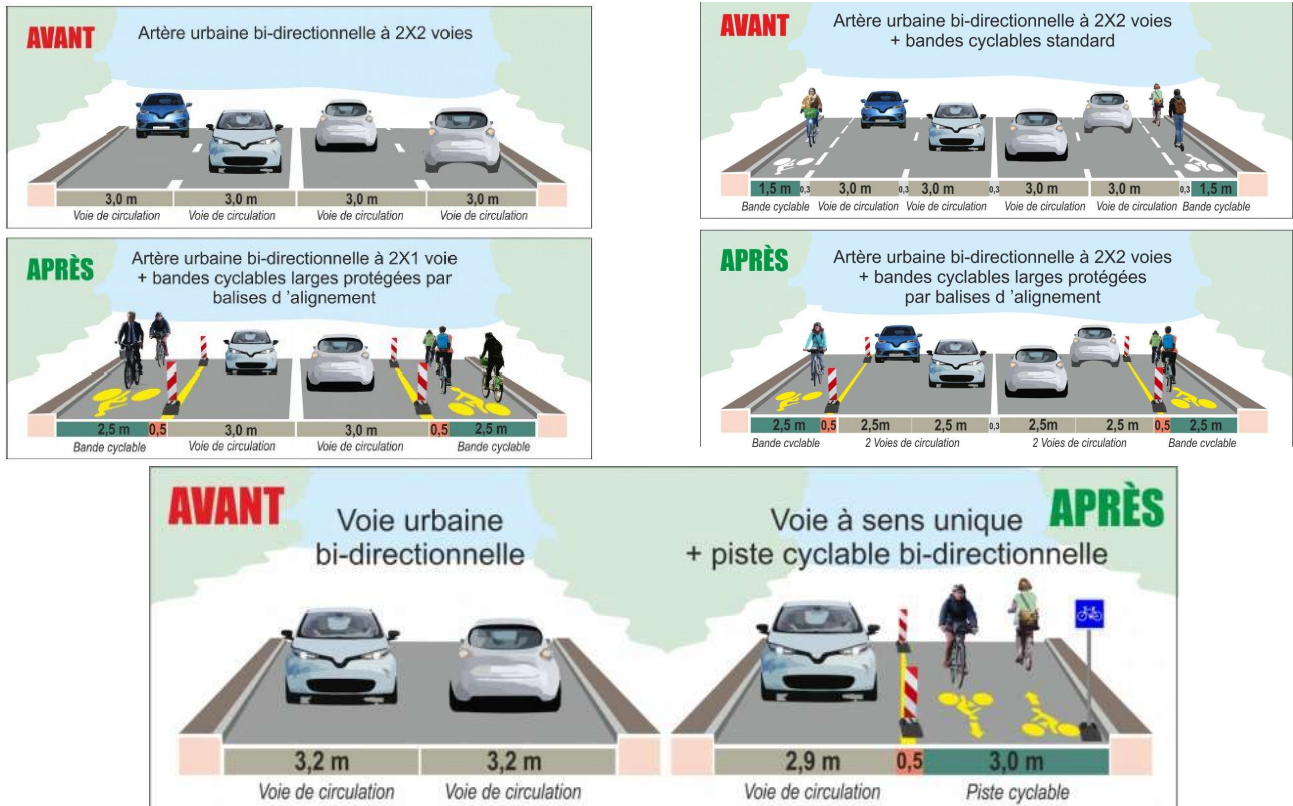 AVANT
Artère urbaine bi-directionnelle à 2X2 voies
3,0 m 3,0 m 3,0 m 3,0 m
Voie de circulation Voie de circulation Voie de circulation Voie de circulation
APRÈS
Artère urbaine bi-directionnelle à 2X1 voie
+ bandes cyclables larges protégées par
balises d 'alignement
2,5 m 0,5 3,0 m 3,0 m 0,5 2,5 m
Bande cyclable Voie de circulation Voie de circulation Bande cyclable
AVANT
Artère urbaine bi-directionnelle à 2X2 voies
+ bandes cyclables standard
1,5 m 0,3 3,0 m 0,3 3,0 m 0,3 3,0 m 3,0 m 0,3 1,5 m
Bande cyclable Voie de circulation Voie de circulation Voie de circulation Voie de circulation Bande cyclable
APRÈS
Artère urbaine bi-directionnelle à 2X2 voies
+ bandes cyclables larges protégées
par balises d 'alignement
2,5 m 0,5 2,5m 2,5 m 0,3 2,5 m 2,5 m 0,5 2,5 m
Bande cyclable 2 Voies de circulation 2 Voies de circulation Bande cyclable
AVANT
Voie urbaine
bi-directionnelle
3,2 m 3,2 m
Voie de circulation Voie de circulation
APRÈS
Voie à sens unique
+ piste cyclable bi-directionnelle
2,9 m 0,5 3,0 m
Voie de circulation Piste cyclable